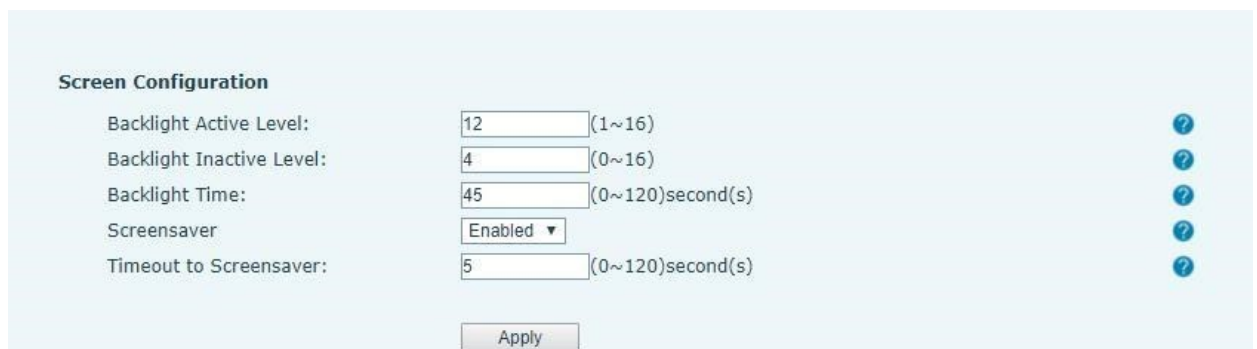 Screen Configuration
Backlight Active Level: 12 (1~16)
Backlight Inactive Level: 4 (0~16)
Backlight Time: 45 (0~120)second(s)
Screensaver Enabled
Timeout to Screensaver: 5 (0~120)second(s)
Apply